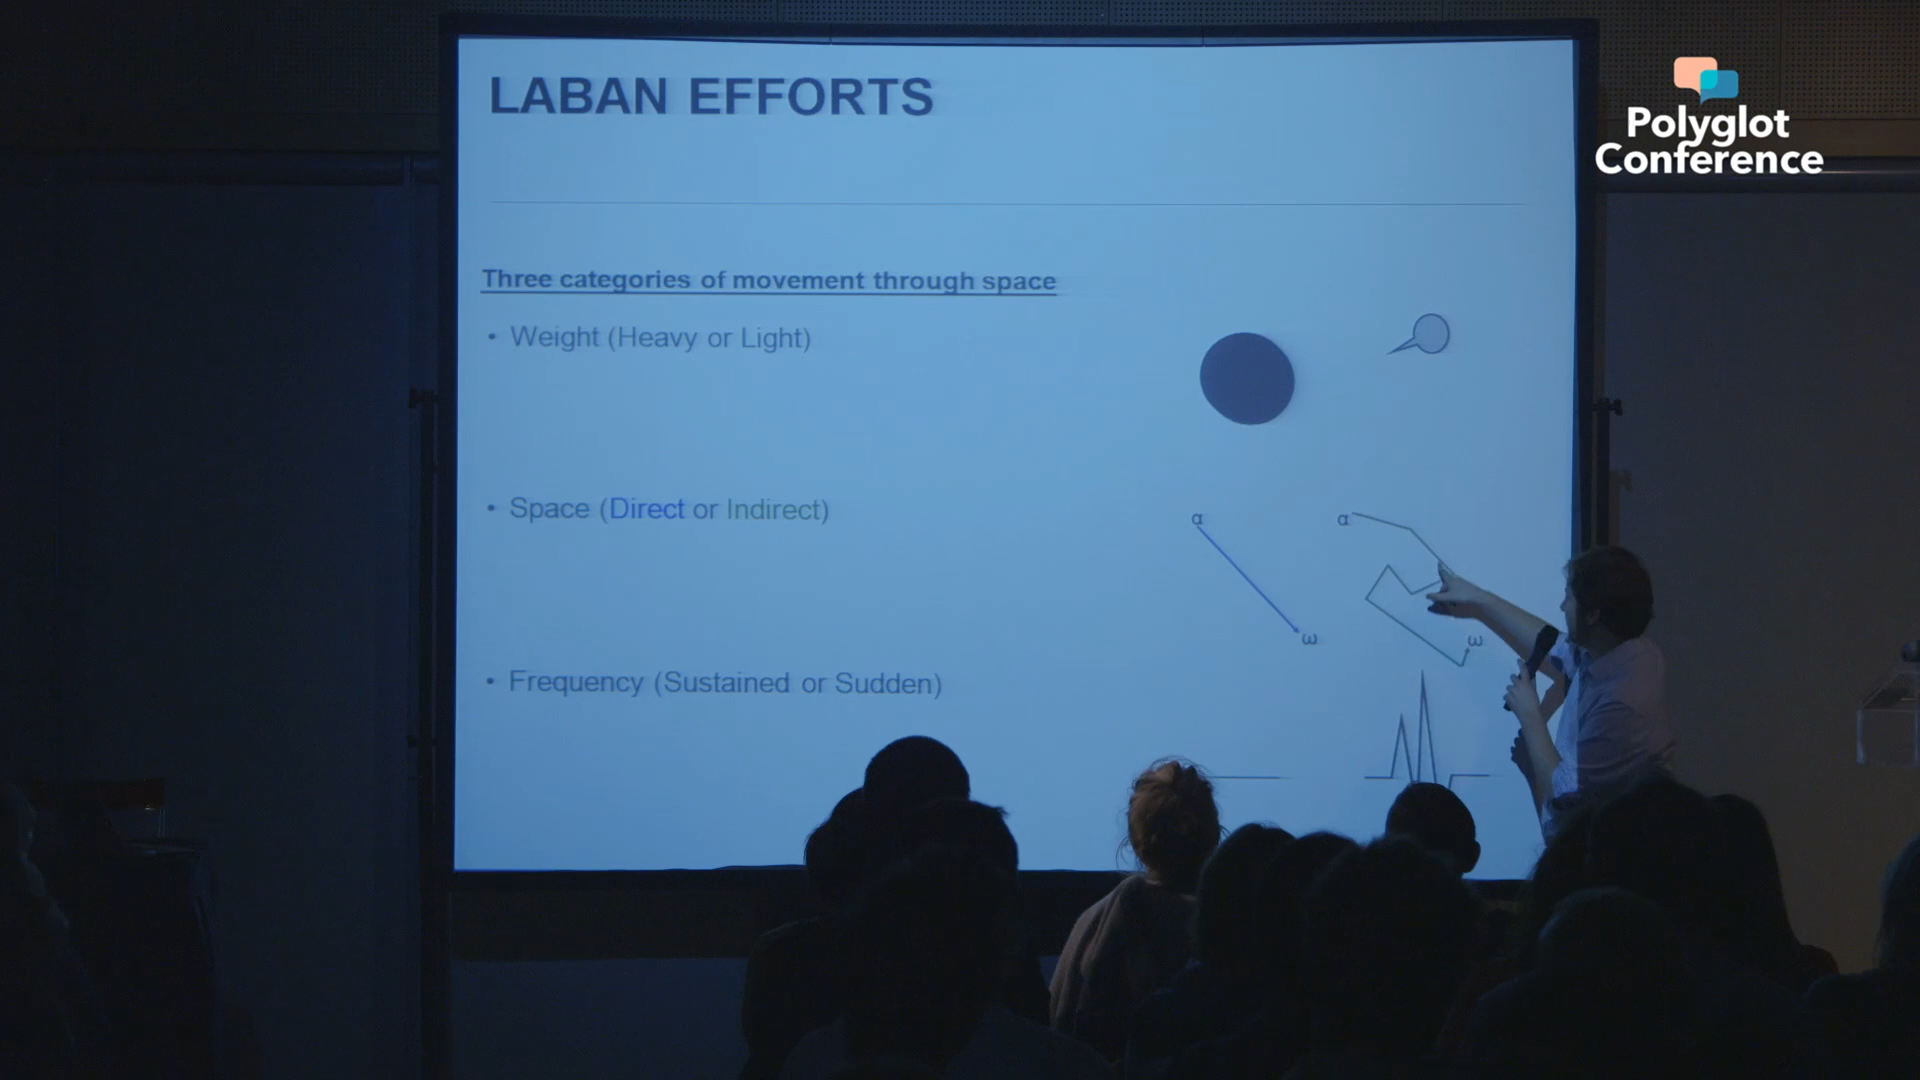 LABAN EFFORTS
Polyglot
Conference
Three categories of movement through space
• Weight (Heavy or Light)
• Space (Direct or Indirect)
α
α
ω
ω
• Frequency (Sustained or Sudden)